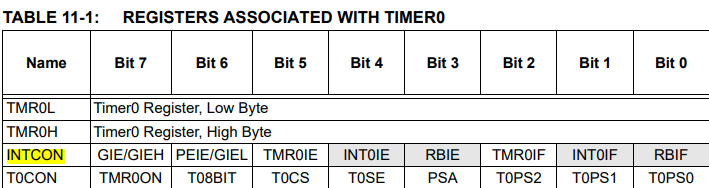 TABLE 11-1: REGISTERS ASSOCIATED WITH TIMER0
Name Bit 7 Bit 6 Bit 5 Bit 4 Bit 3 Bit 2 Bit 1 Bit 0
TMR0L Timer0 Register, Low Byte
TMR0H Timer0 Register, High Byte
INTCON GIE/GIEH PEIE/GIEL TMR0IE INT0IE RBIE TMR0IF INT0IF RBIF
T0CON TMR0ON T08BIT T0CS T0SE PSA T0PS2 T0PS1 T0PS0